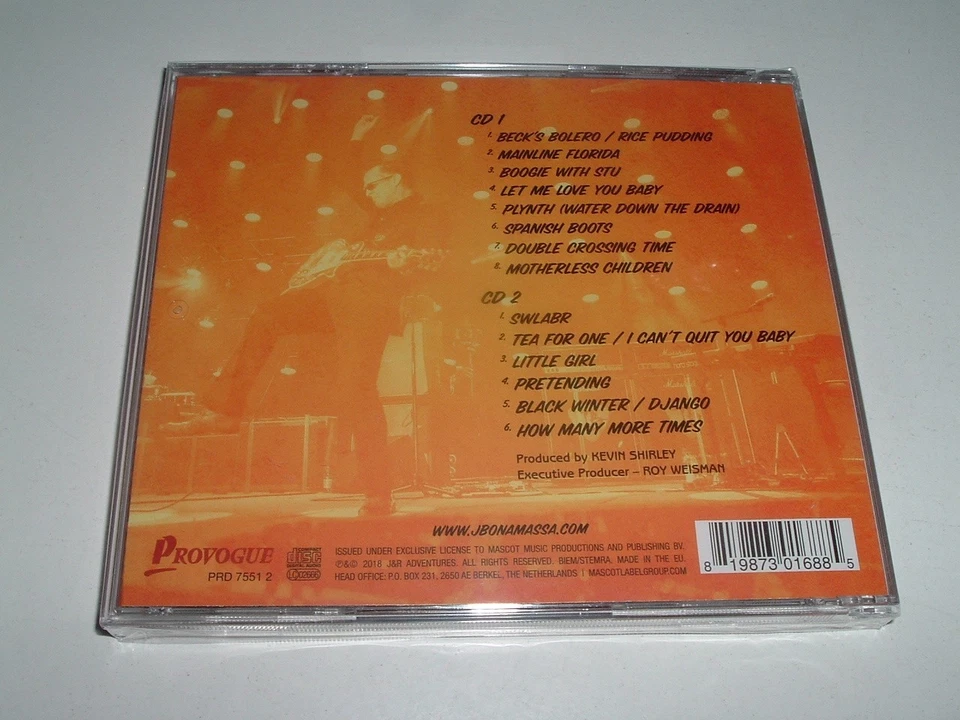 CD 1
1. BECK'S BOLERO / RICE PUDDING
2. MAINLINE FLORIDA
3. BOOGIE WITH STU
4. LET ME LOVE YOU BABY
5. PLYNTH (WATER DOWN THE DRAIN)
6. SPANISH BOOTS
7. DOUBLE CROSSING TIME
8. MOTHERLESS CHILDREN
CD 2
1. SWLABR
2. TEA FOR ONE / I CAN'T QUIT YOU BABY
3. LITTLE GIRL
4. PRETENDING
5. BLACK WINTER / DJANGO
6. HOW MANY MORE TIMES
Produced by KEVIN SHIRLEY
Executive Producer – ROY WEISMAN
WWW.JBONAMASSA.COM
PROVOGUE
PRD 7551 2
disc
DIGITAL AUDIO
ISSUED UNDER EXCLUSIVE LICENSE TO MASCOT MUSIC PRODUCTIONS AND PUBLISHING BV.
℗&© 2018 J&R ADVENTURES. ALL RIGHTS RESERVED. BIEM/STEMRA. MADE IN THE EU.
HEAD OFFICE: P.O. BOX 231, 2650 AE BERKEL, THE NETHERLANDS | MASCOTLABELGROUP.COM
8 19873 01688 5